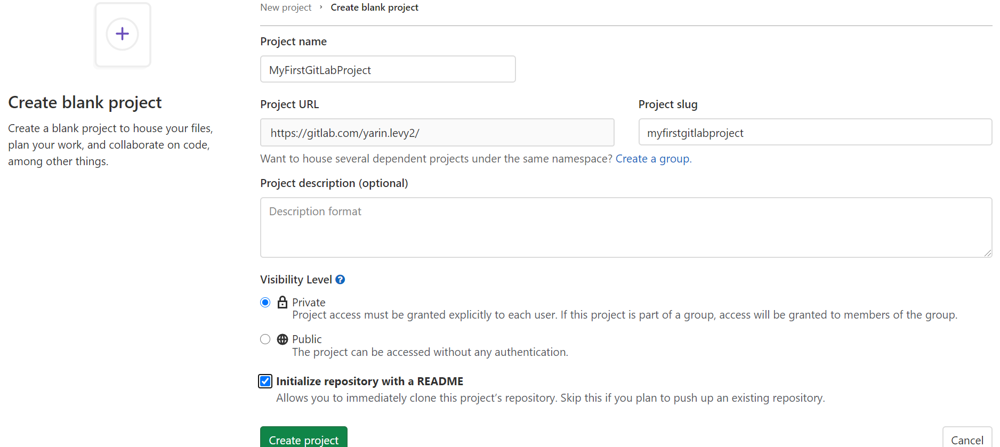 New project › Create blank project
Create blank project
Create a blank project to house your files,
plan your work, and collaborate on code,
among other things.
Project name
MyFirstGitLabProject
Project URL
https://gitlab.com/yarin.levy2/
Project slug
myfirstgitlabproject
Want to house several dependent projects under the same namespace? Create a group.
Project description (optional)
Description format
Visibility Level ?
Private
Project access must be granted explicitly to each user. If this project is part of a group, access will be granted to members of the group.
Public
The project can be accessed without any authentication.
Initialize repository with a README
Allows you to immediately clone this project’s repository. Skip this if you plan to push up an existing repository.
Create project
Cancel